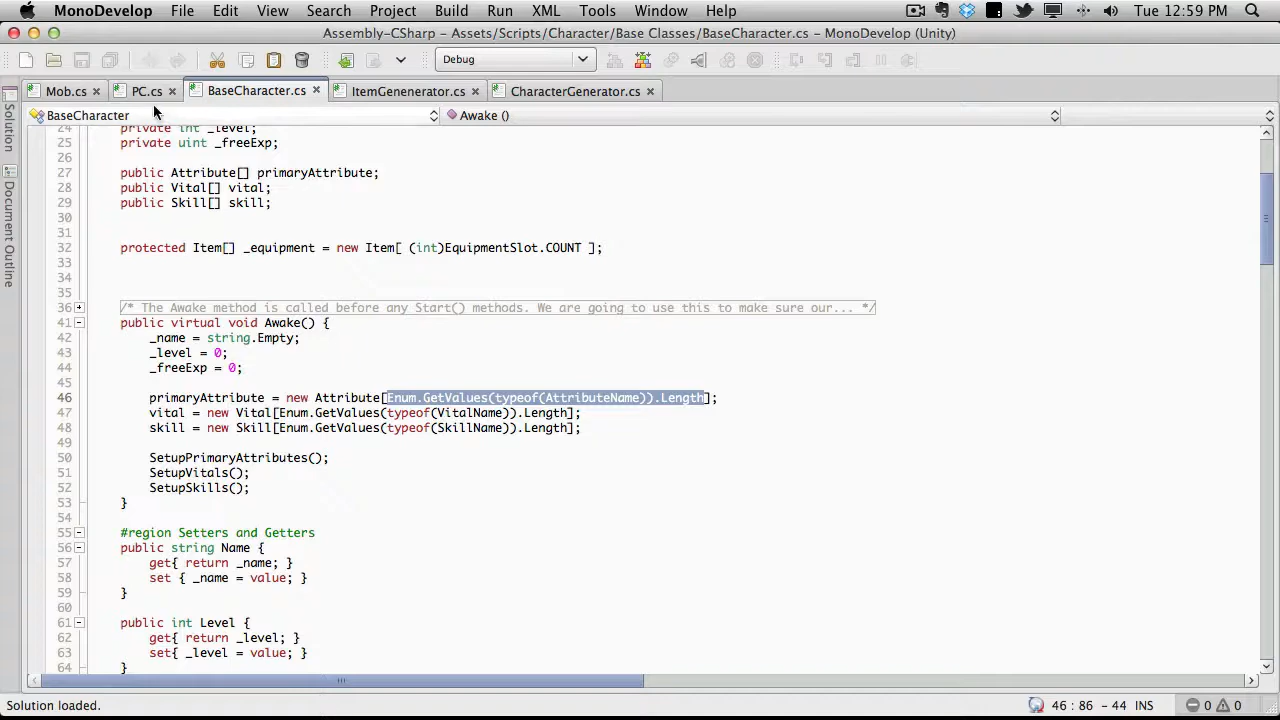 MonoDevelop File Edit View Search Project Build Run XML Tools Window Help Tue 12:59 PM
Assembly-CSharp – Assets/Scripts/Character/Base Classes/BaseCharacter.cs – MonoDevelop (Unity)
Debug
Mob.cs PC.cs BaseCharacter.cs ItemGenenerator.cs CharacterGenerator.cs
BaseCharacter Awake ()
Solution
Document Outline
24 private int _level;
25 private uint _freeExp;
26
27 public Attribute[] primaryAttribute;
28 public Vital[] vital;
29 public Skill[] skill;
30
31
32 protected Item[] _equipment = new Item[ (int)EquipmentSlot.COUNT ];
33
34
35
36 /* The Awake method is called before any Start() methods. We are going to use this to make sure our... */
41 public virtual void Awake() {
42 _name = string.Empty;
43 _level = 0;
44 _freeExp = 0;
45
46 primaryAttribute = new Attribute[Enum.GetValues(typeof(AttributeName)).Length];
47 vital = new Vital[Enum.GetValues(typeof(VitalName)).Length];
48 skill = new Skill[Enum.GetValues(typeof(SkillName)).Length];
49
50 SetupPrimaryAttributes();
51 SetupVitals();
52 SetupSkills();
53 }
54
55 #region Setters and Getters
56 public string Name {
57 get{ return _name; }
58 set { _name = value; }
59 }
60
61 public int Level {
62 get{ return _level; }
63 set{ _level = value; }
64 }
Solution loaded. 46 : 86 - 44 INS 0 0